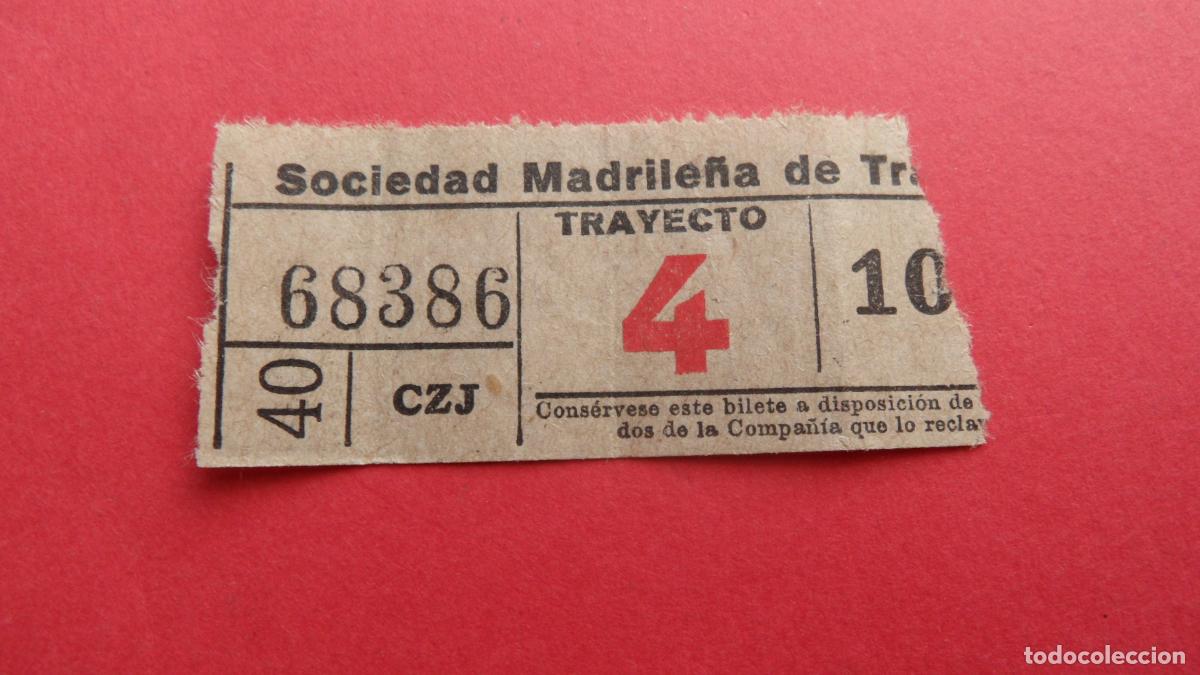 Sociedad Madrileña de Tra
TRAYECTO
68386
4
10
40
CZJ
Consérvese este bilete a disposición de
dos de la Compañía que lo recla
todocoleccion